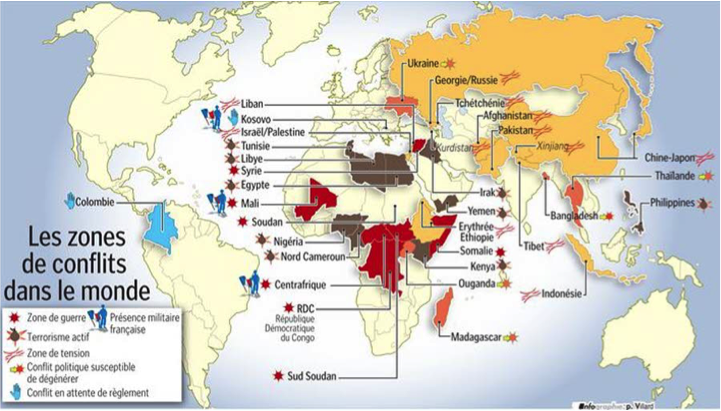 Ukraine
Georgie/Russie
Liban
Tchétchénie
Kosovo
Afghanistan
Israël/Palestine
Pakistan
Tunisie
Kurdistan
Xinjiang
Libye
Chine-Japon
Syrie
Thaïlande
Egypte
Irak
Colombie
Mali
Yemen
Philippines
Bangladesh
Soudan
Erythrée
Ethiopie
Les zones
de conflits
dans le monde
Nigéria
Tibet
Somalie
Nord Cameroun
Kenya
Centrafrique
Ouganda
Indonésie
RDC
République
Démocratique
du Congo
Madagascar
Sud Soudan
Zone de guerre
Présence militaire
française
Terrorisme actif
Zone de tension
Conflit politique susceptible
de dégénérer
Conflit en attente de règlement
Infographie: p. Villard